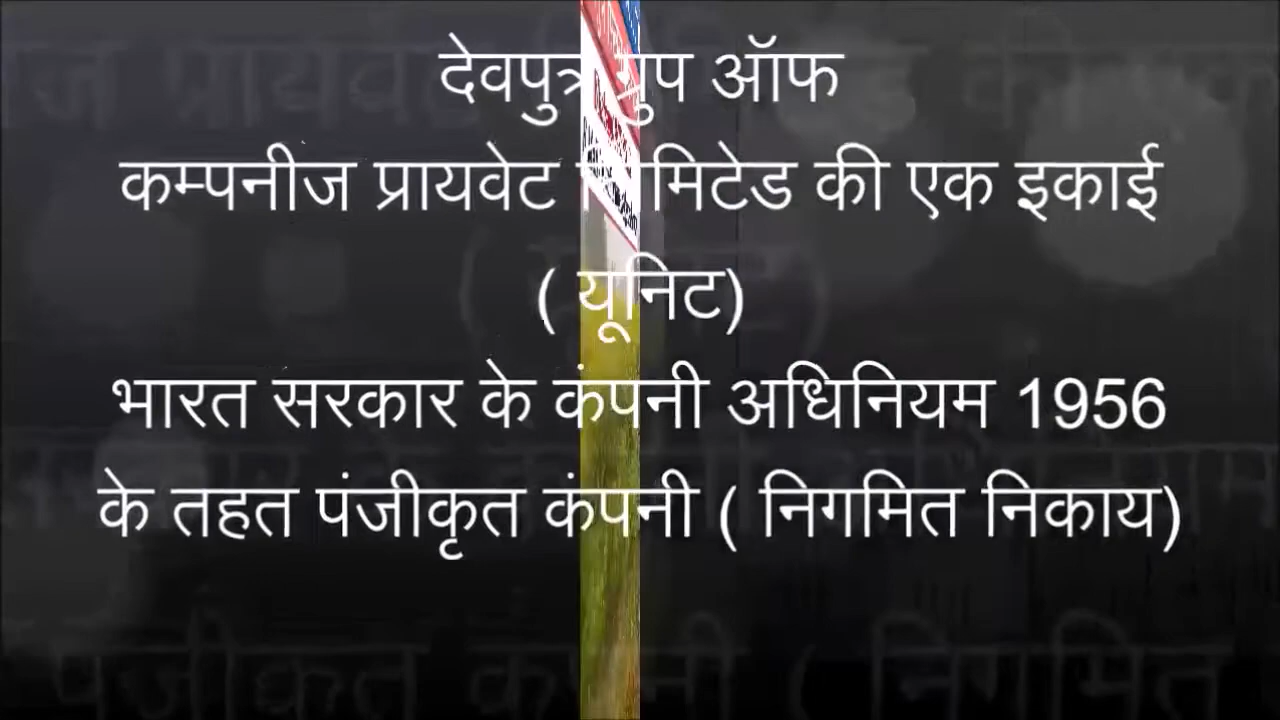 देवपुत्र ग्रुप ऑफ
कम्पनीज प्रायवेट लिमिटेड की एक इकाई
( यूनिट)
भारत सरकार के कंपनी अधिनियम 1956
के तहत पंजीकृत कंपनी ( निगमित निकाय)